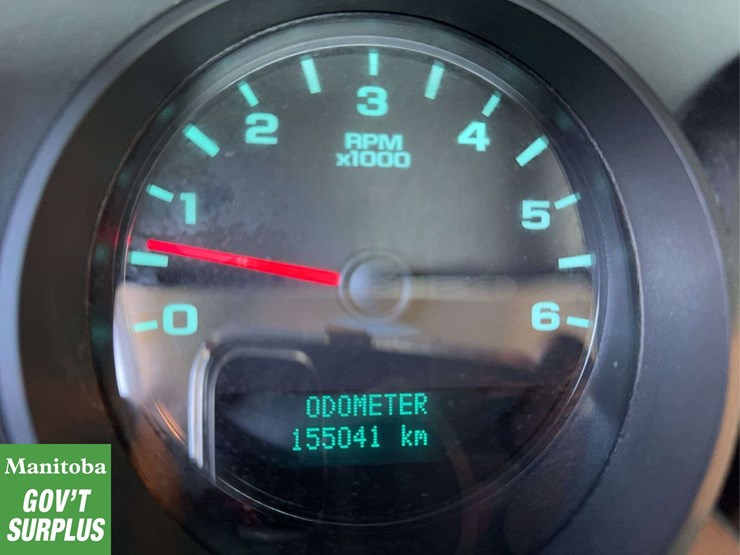 3
2
4
RPM
x1000
1
5
0
6
ODOMETER
155041 km
Manitoba
GOV'T
SURPLUS